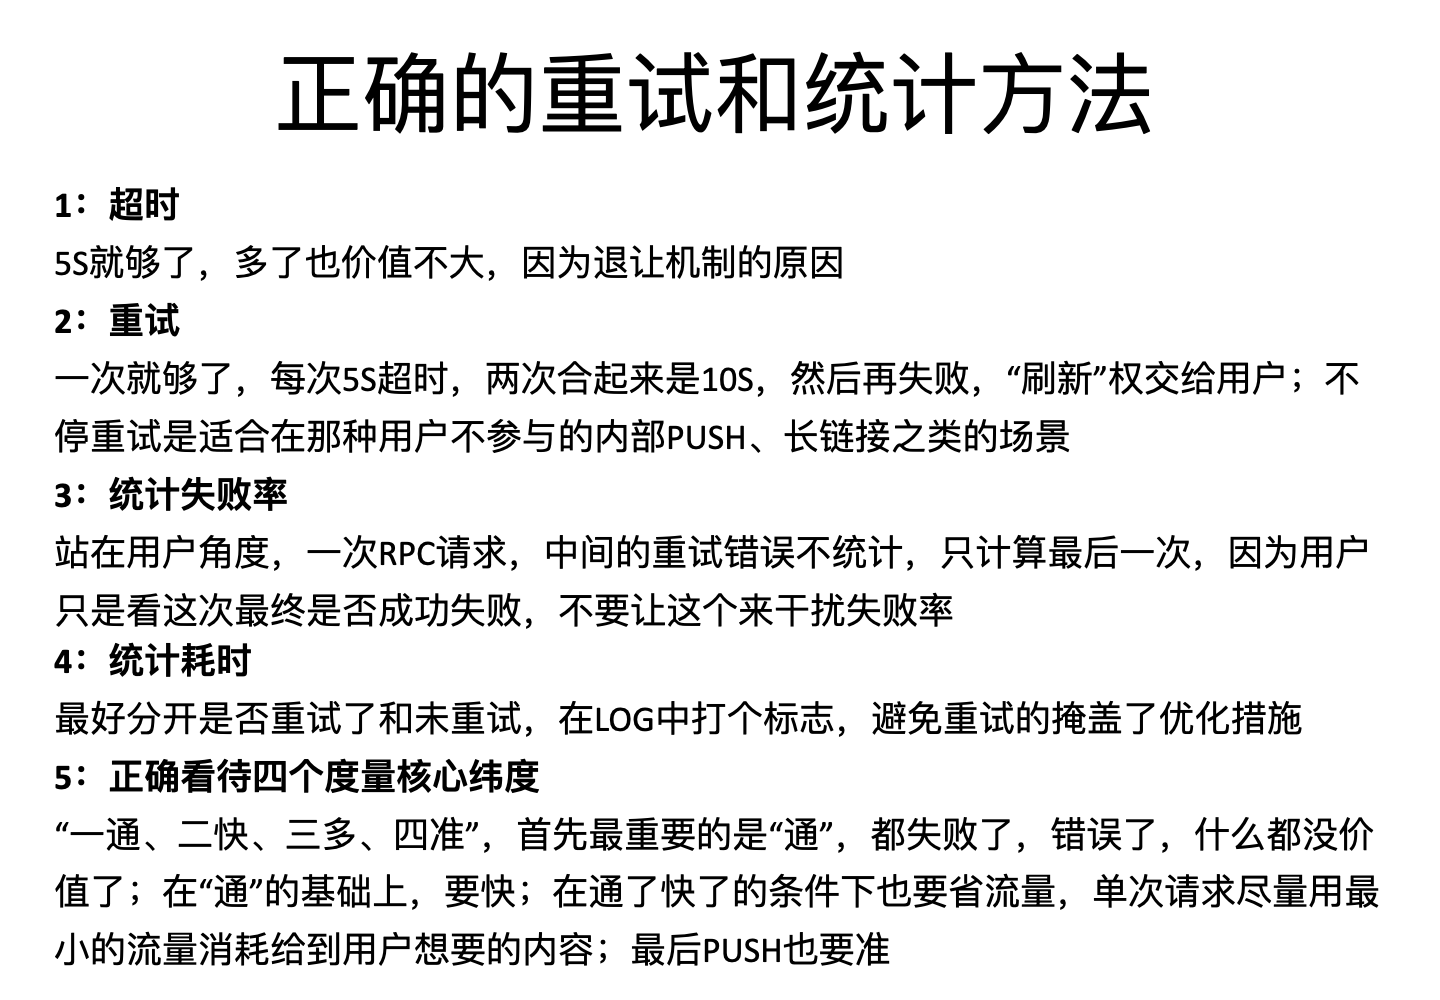 正确的重试和统计方法
1：超时
5S就够了，多了也价值不大，因为退让机制的原因
2：重试
一次就够了，每次5S超时，两次合起来是10S，然后再失败，“刷新”权交给用户；不
停重试是适合在那种用户不参与的内部PUSH、长链接之类的场景
3：统计失败率
站在用户角度，一次RPC请求，中间的重试错误不统计，只计算最后一次，因为用户
只是看这次最终是否成功失败，不要让这个来干扰失败率
4：统计耗时
最好分开是否重试了和未重试，在LOG中打个标志，避免重试的掩盖了优化措施
5：正确看待四个度量核心纬度
“一通、二快、三多、四准”，首先最重要的是“通”，都失败了，错误了，什么都没价
值了；在“通”的基础上，要快；在通了快了的条件下也要省流量，单次请求尽量用最
小的流量消耗给到用户想要的内容；最后PUSH也要准